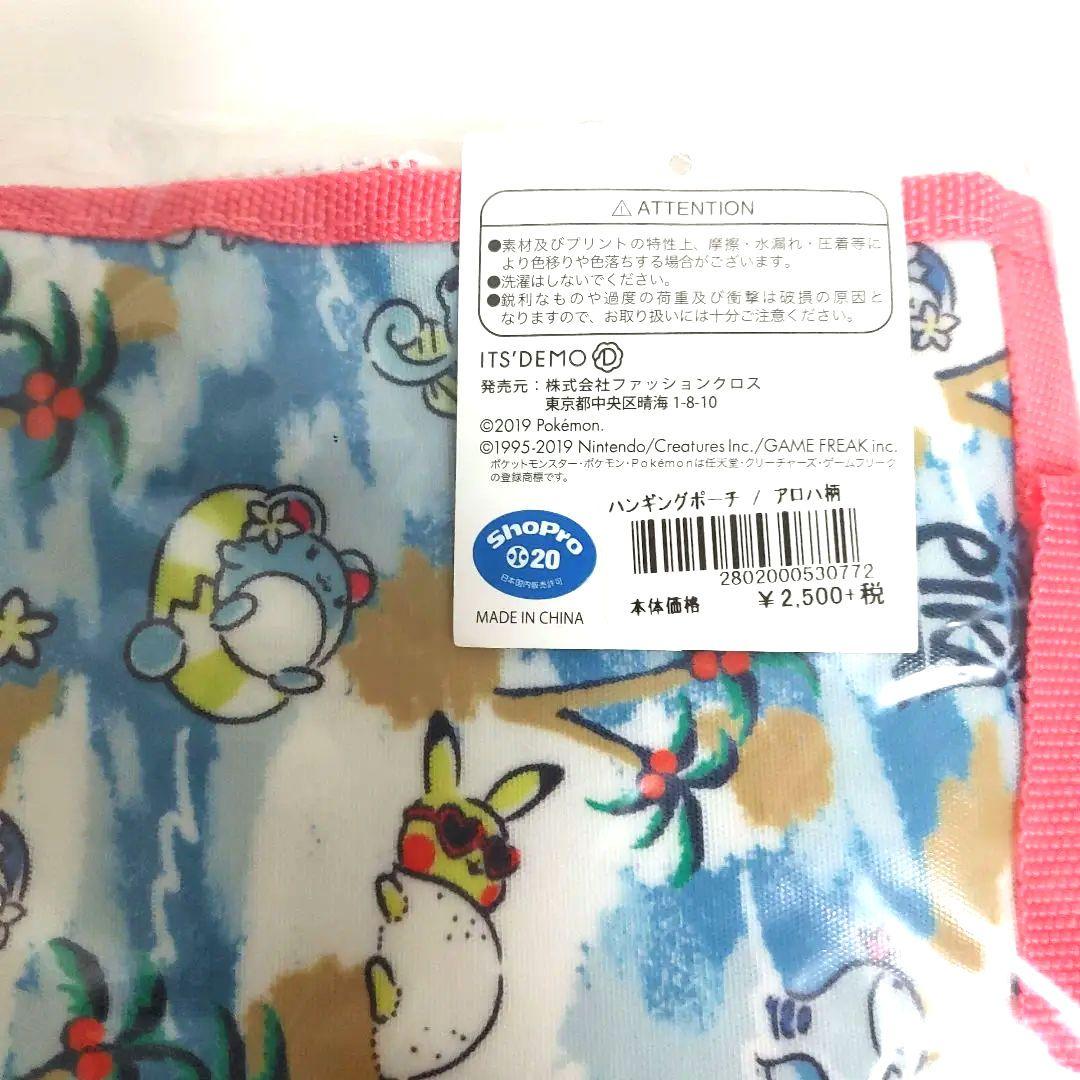 ⚠ ATTENTION
●素材及びプリントの特性上、摩擦・水漏れ・圧着等に
より色移りや色落ちする場合がございます。
●洗濯はしないでください。
●鋭利なものや過度の荷重及び衝撃は破損の原因と
なりますので、お取り扱いには十分ご注意ください。
ITS'DEMO D
発売元:株式会社ファッションクロス
東京都中央区晴海 1-8-10
©2019 Pokémon.
©1995-2019 Nintendo/Creatures Inc./GAME FREAK inc.
ポケットモンスター・ポケモン・Pokémonは任天堂・クリーチャーズ・ゲームフリーク
の登録商標です。
ハンギングポーチ / アロハ柄
ShoPro
20
日本国内販売許可
2802000530772
本体価格 ¥2,500+税
MADE IN CHINA
PIKA